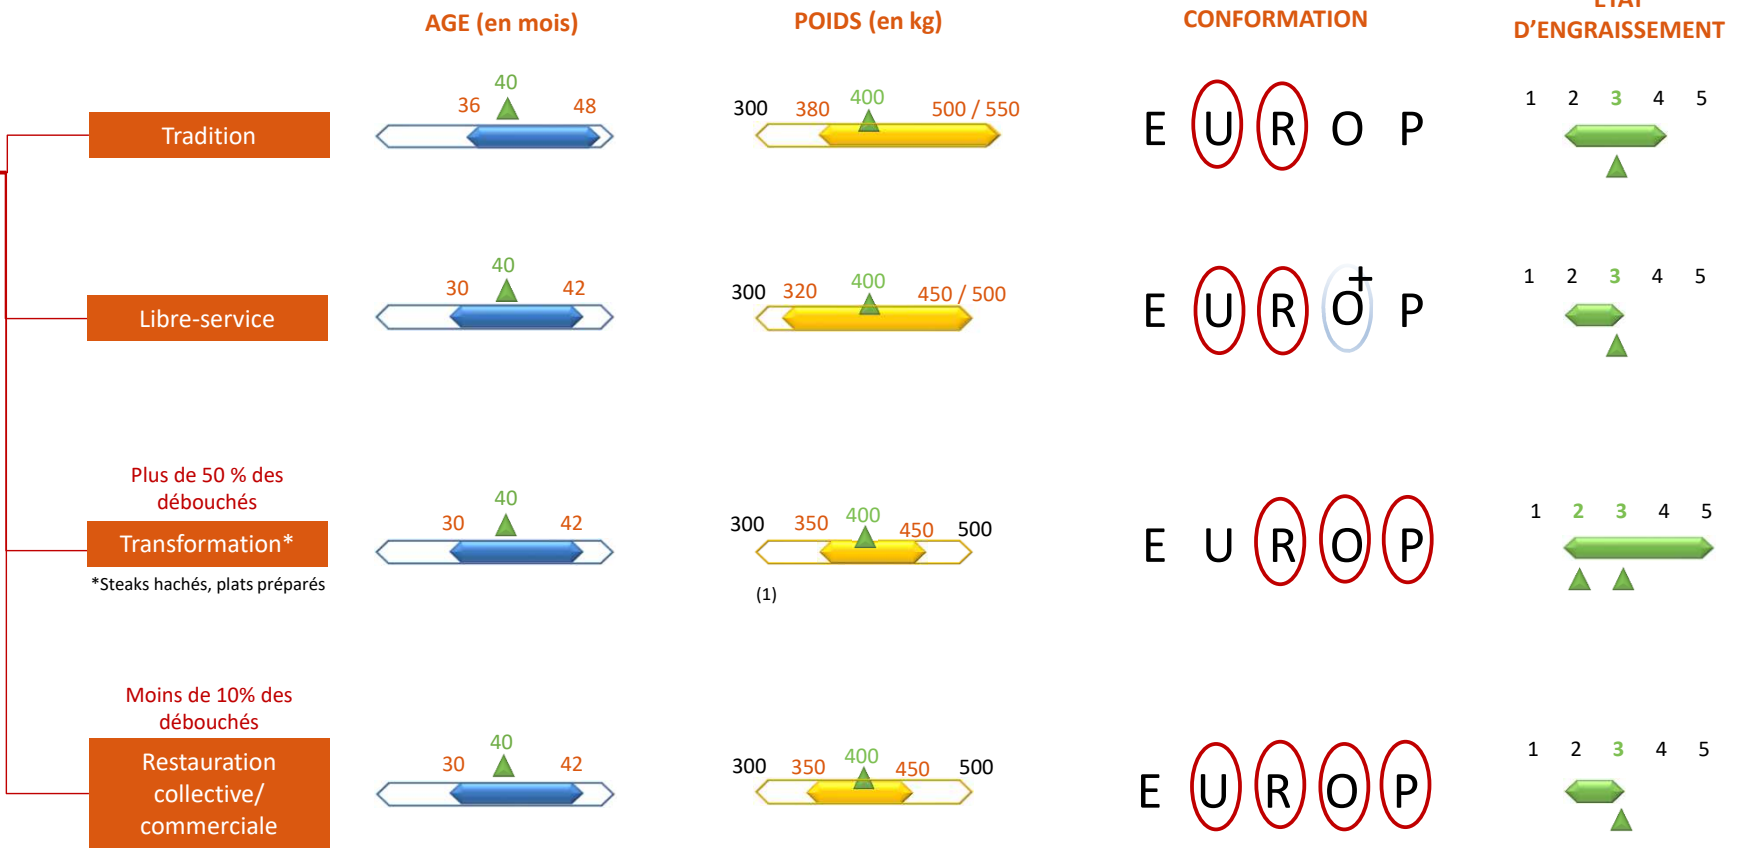 AGE (en mois)
POIDS (en kg)
CONFORMATION
ETAT
D’ENGRAISSEMENT
Tradition
36
40
48
300
380
400
500 / 550
E U R O P
1 2 3 4 5
Libre-service
30
40
42
300
320
400
450 / 500
E U R O+ P
1 2 3 4 5
Plus de 50 % des
débouchés
Transformation*
*Steaks hachés, plats préparés
30
40
42
300
350
400
450
500
(1)
E U R O P
1 2 3 4 5
Moins de 10% des
débouchés
Restauration
collective/
commerciale
30
40
42
300
350
400
450
500
E U R O P
1 2 3 4 5